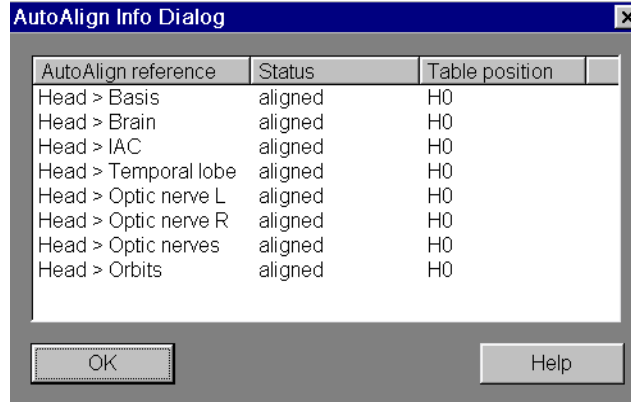 AutoAlign Info Dialog
AutoAlign reference Status Table position
Head > Basis aligned H0
Head > Brain aligned H0
Head > IAC aligned H0
Head > Temporal lobe aligned H0
Head > Optic nerve L aligned H0
Head > Optic nerve R aligned H0
Head > Optic nerves aligned H0
Head > Orbits aligned H0
OK Help